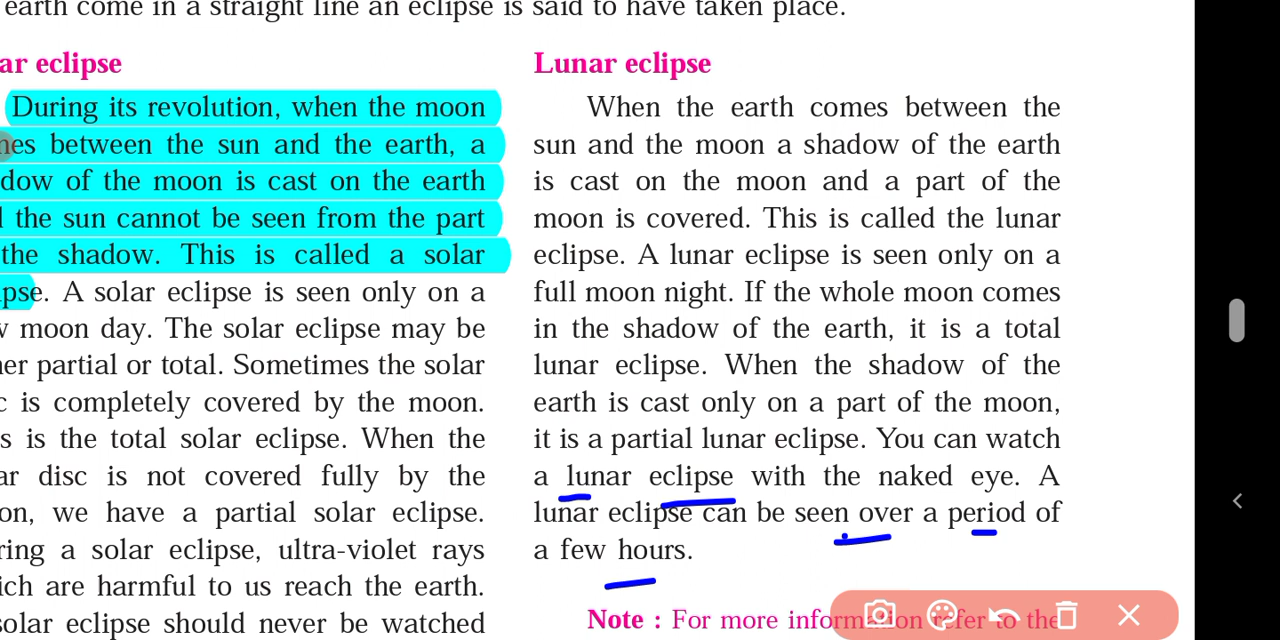 earth come in a straight line an eclipse is said to have taken place.
ar eclipse
During its revolution, when the moon
between the sun and the earth, a
dow of the moon is cast on the earth
the sun cannot be seen from the part
the shadow. This is called a solar
ipse. A solar eclipse is seen only on a
w moon day. The solar eclipse may be
her partial or total. Sometimes the solar
c is completely covered by the moon.
s is the total solar eclipse. When the
ar disc is not covered fully by the
on, we have a partial solar eclipse.
ring a solar eclipse, ultra-violet rays
ich are harmful to us reach the earth.
solar eclipse should never be watched
Lunar eclipse
When the earth comes between the
sun and the moon a shadow of the earth
is cast on the moon and a part of the
moon is covered. This is called the lunar
eclipse. A lunar eclipse is seen only on a
full moon night. If the whole moon comes
in the shadow of the earth, it is a total
lunar eclipse. When the shadow of the
earth is cast only on a part of the moon,
it is a partial lunar eclipse. You can watch
a lunar eclipse with the naked eye. A
lunar eclipse can be seen over a period of
a few hours.
Note : For more information refer to the